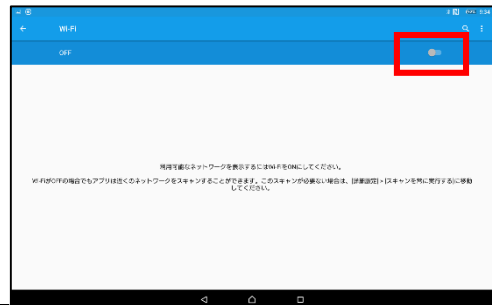 Wi-Fi
OFF
利用可能なネットワークを表示するにはWi-FiをONにしてください。
Wi-FiがOFFの場合でもアプリは近くのネットワークをスキャンすることができます。このスキャンが必要ない場合は、[詳細設定]>[スキャンを常に実行する]に移動
してください。